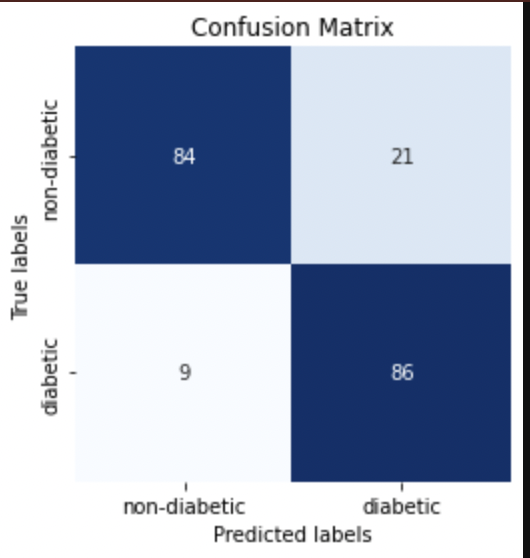 Confusion Matrix
non-diabetic
84
21
True labels
diabetic
9
86
non-diabetic
diabetic
Predicted labels